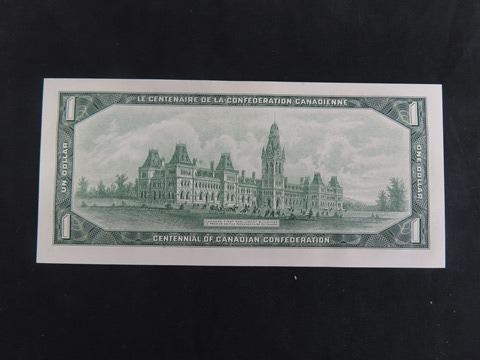 LE CENTENAIRE DE LA CONFEDERATION CANADIENNE
1
1
UN DOLLAR
ONE DOLLAR
1
1
CENTENNIAL OF CANADIAN CONFEDERATION